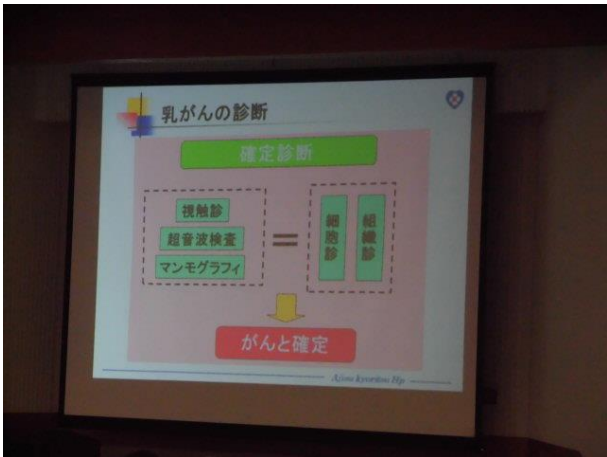 乳がんの診断
確定診断
視触診
超音波検査
マンモグラフィ
＝
細胞診
組織診
がんと確定